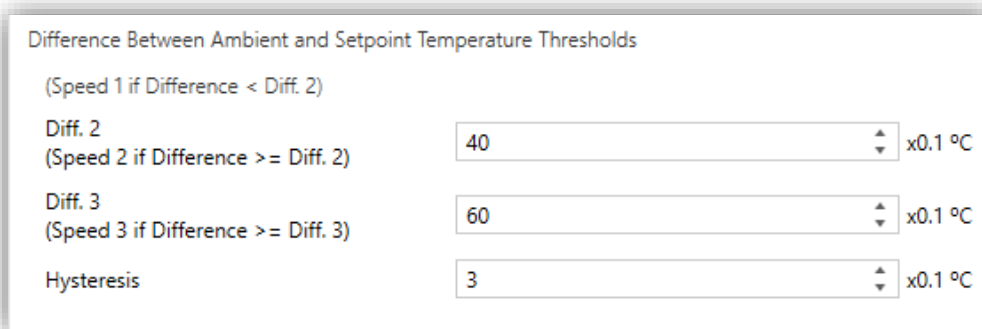 Difference Between Ambient and Setpoint Temperature Thresholds
(Speed 1 if Difference < Diff. 2)
Diff. 2
(Speed 2 if Difference >= Diff. 2)
40
x0.1 ºC
Diff. 3
(Speed 3 if Difference >= Diff. 3)
60
x0.1 ºC
Hysteresis
3
x0.1 ºC